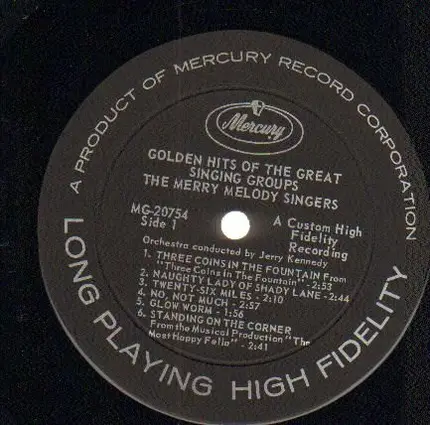 A PRODUCT OF MERCURY RECORD CORPORATION
Mercury
GOLDEN HITS OF THE GREAT
SINGING GROUPS
THE MERRY MELODY SINGERS
MG-20754
Side 1
A Custom High
Fidelity
Recording
Orchestra conducted by Jerry Kennedy
1. THREE COINS IN THE FOUNTAIN From
"Three Coins In The Fountain" - 2:53
2. NAUGHTY LADY OF SHADY LANE - 2:44
3. TWENTY-SIX MILES - 2:10
4. NO, NOT MUCH - 2:57
5. GLOW WORM - 1:56
6. STANDING ON THE CORNER
From the Musical Production "The
Most Happy Fella" - 2:41
LONG PLAYING HIGH FIDELITY